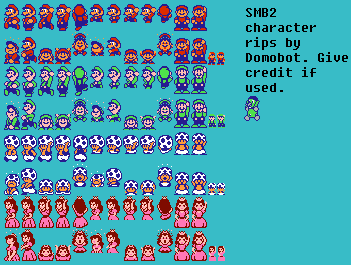 SMB2
character
rips by
Domobot. Give
credit if
used.